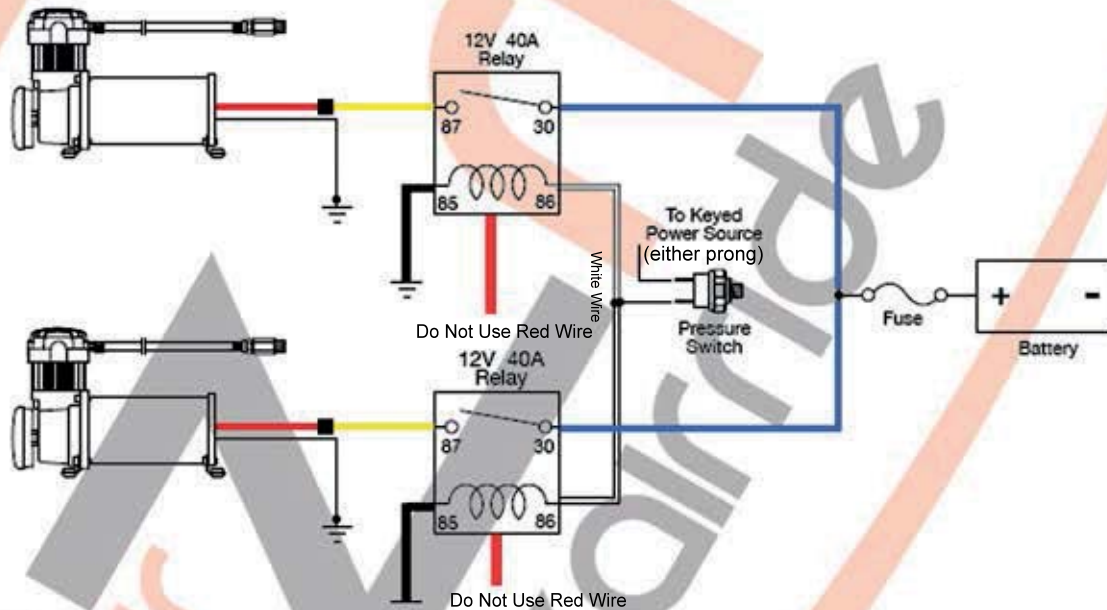 12V 40A
Relay
87
30
85
86
To Keyed
Power Source
(either prong)
White Wire
Pressure
Switch
Fuse
+
-
Battery
Do Not Use Red Wire
12V 40A
Relay
87
30
85
86
Do Not Use Red Wire
airride